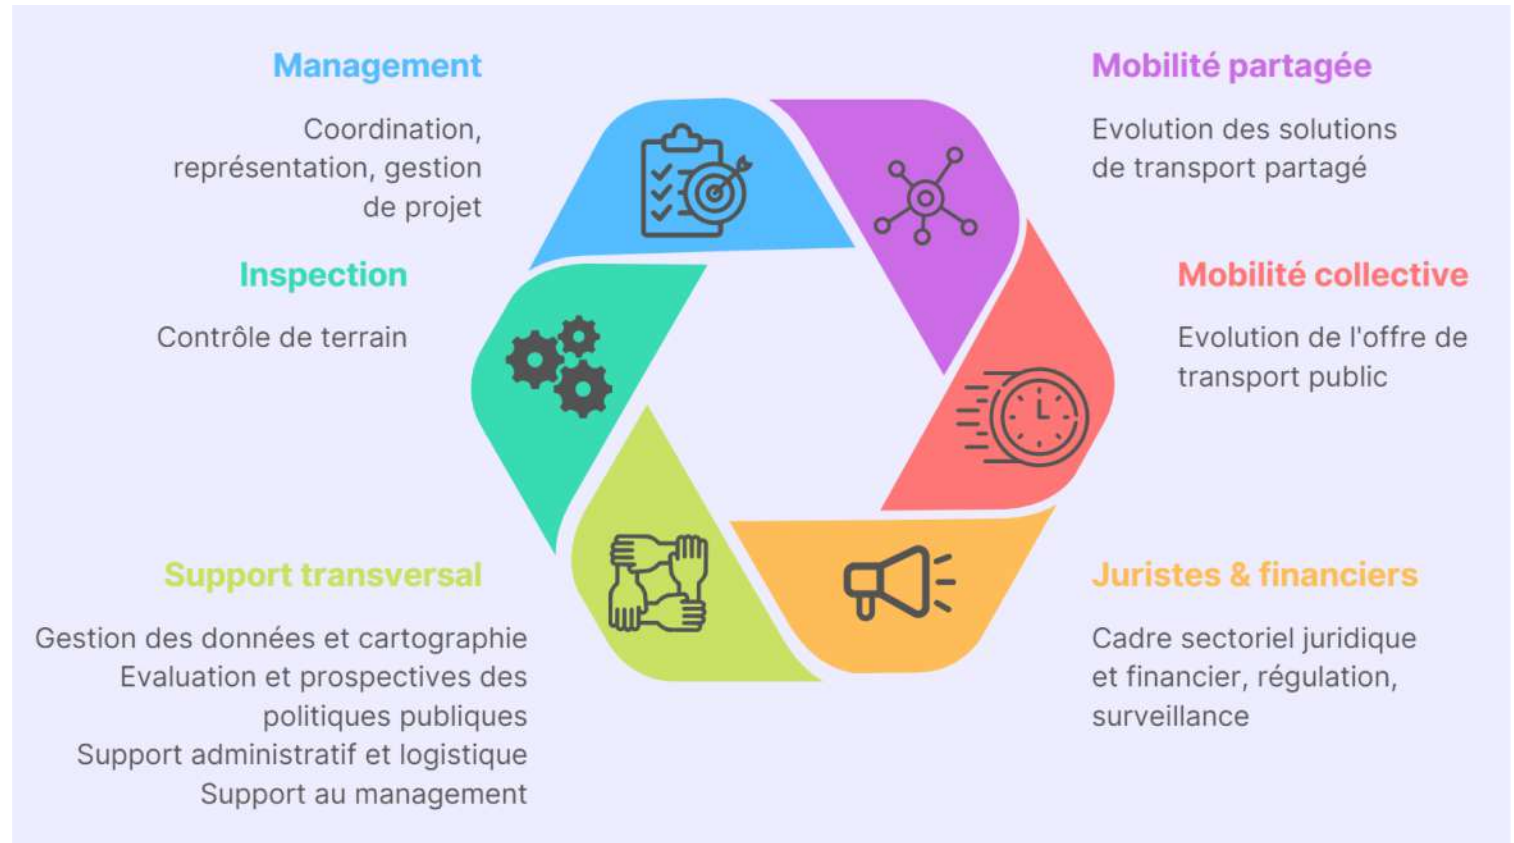 Management
Coordination,
représentation, gestion
de projet
Inspection
Contrôle de terrain
Support transversal
Gestion des données et cartographie
Evaluation et prospectives des
politiques publiques
Support administratif et logistique
Support au management
Mobilité partagée
Evolution des solutions
de transport partagé
Mobilité collective
Evolution de l'offre de
transport public
Juristes & financiers
Cadre sectoriel juridique
et financier, régulation,
surveillance